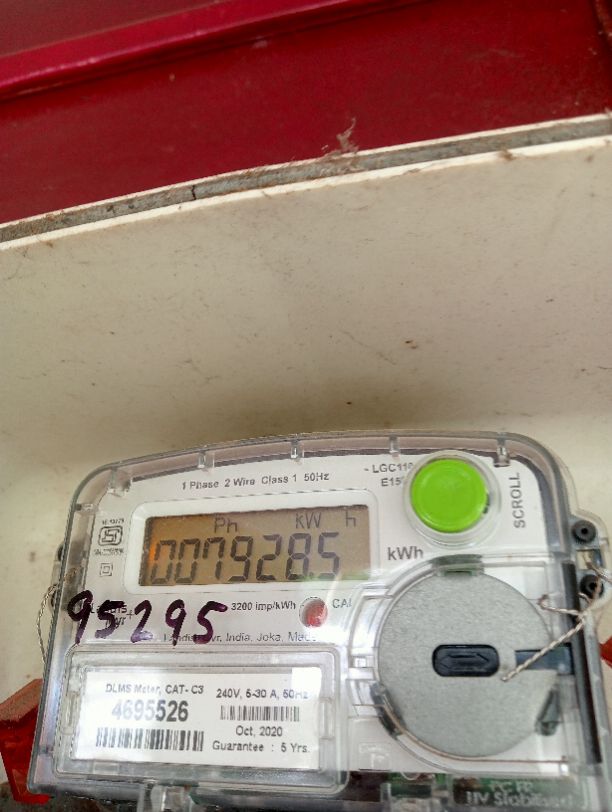 1 Phase 2 Wire Class 1 50Hz
SCROLL
Ph kW h
0079285
kWh
95295
3200 imp/kWh
CAL
India, Joka,
DLMS Meter, CAT- C3
240V, 5-30 A, 50Hz
4695526
Oct, 2020
Guarantee : 5 Yrs.